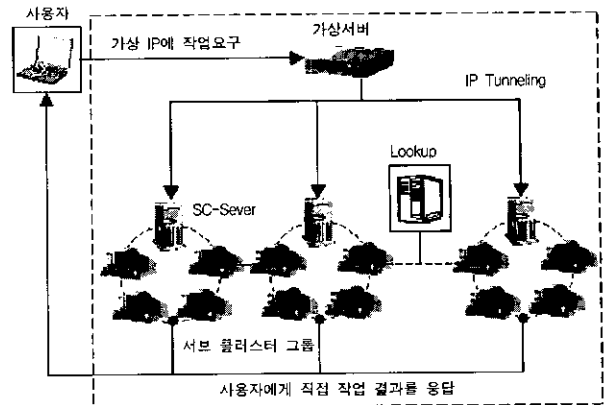 사용자
가상 IP에 작업요구
가상서버
IP Tunneling
Lookup
SC-Sever
서브 클러스터 그룹
사용자에게 직접 작업 결과를 응답